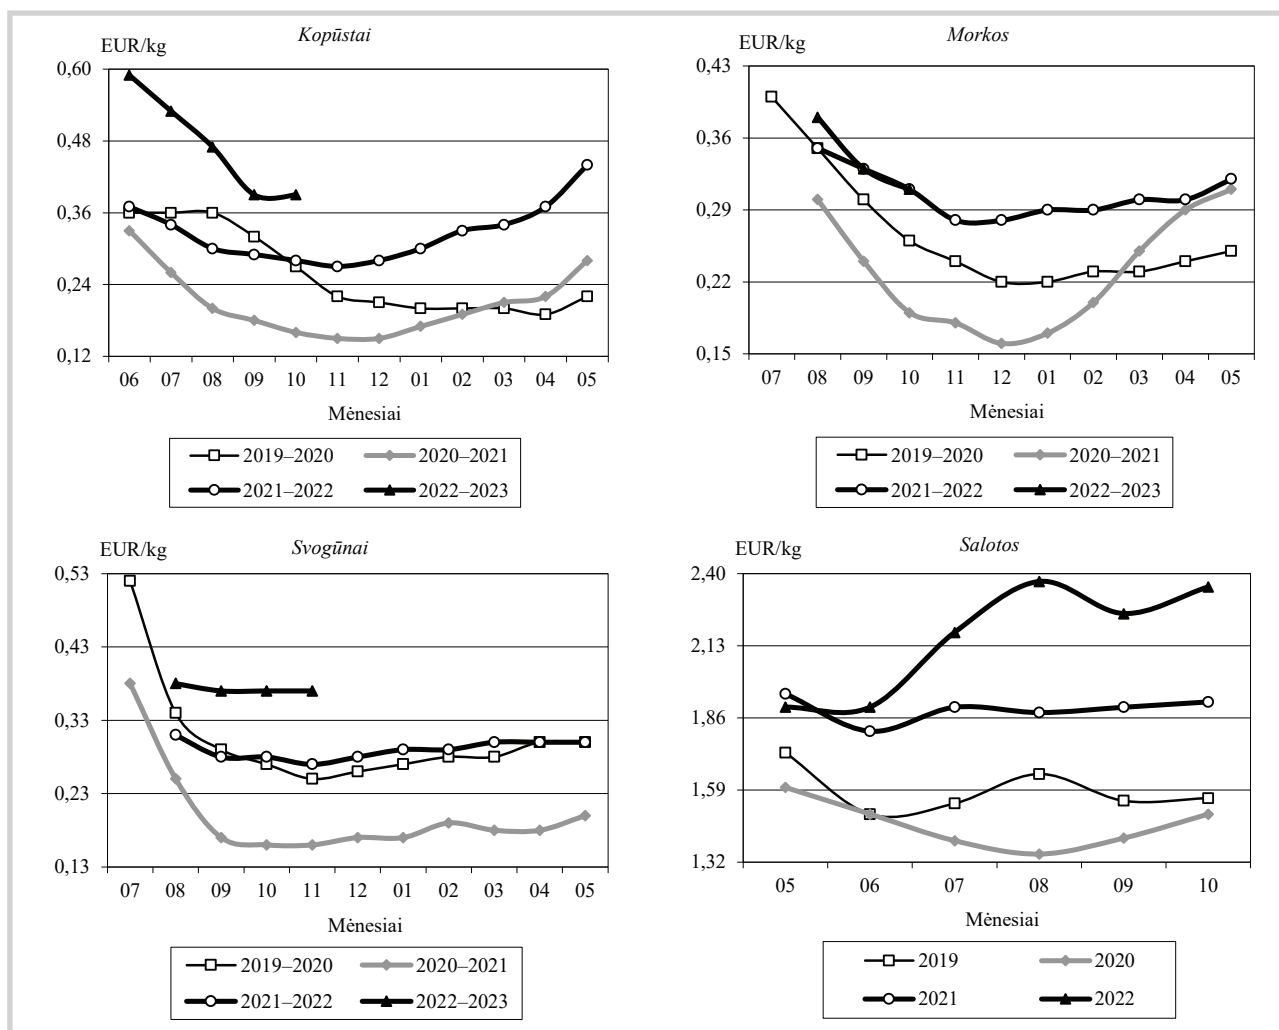 Kopūstai
EUR/kg
0,60
0,48
0,36
0,24
0,12
06 07 08 09 10 11 12 01 02 03 04 05
Mėnesiai
2019–2020 2020–2021
2021–2022 2022–2023
Morkos
EUR/kg
0,43
0,36
0,29
0,22
0,15
07 08 09 10 11 12 01 02 03 04 05
Mėnesiai
2019–2020 2020–2021
2021–2022 2022–2023
Svogūnai
EUR/kg
0,53
0,43
0,33
0,23
0,13
07 08 09 10 11 12 01 02 03 04 05
Mėnesiai
2019–2020 2020–2021
2021–2022 2022–2023
Salotos
EUR/kg
2,40
2,13
1,86
1,59
1,32
05 06 07 08 09 10
Mėnesiai
2019 2020
2021 2022